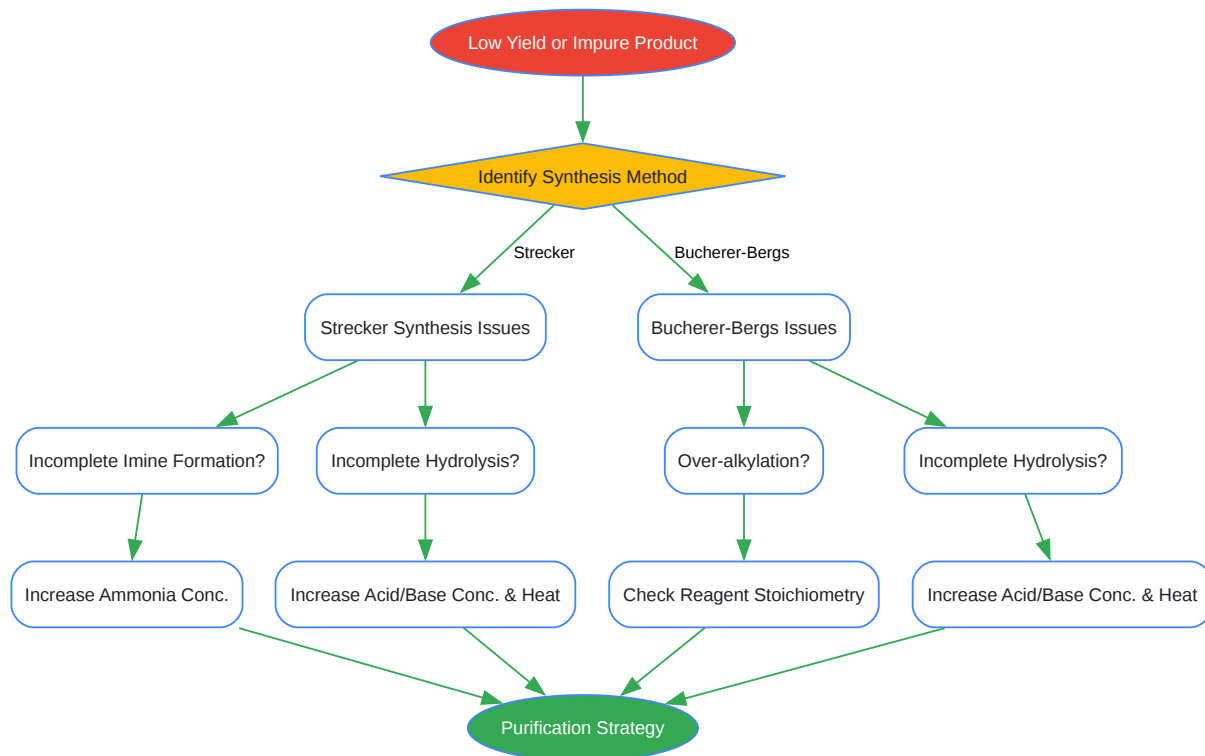 Low Yield or Impure Product
Identify Synthesis Method
Strecker
Bucherer-Bergs
Strecker Synthesis Issues
Bucherer-Bergs Issues
Incomplete Imine Formation?
Incomplete Hydrolysis?
Over-alkylation?
Incomplete Hydrolysis?
Increase Ammonia Conc.
Increase Acid/Base Conc. & Heat
Check Reagent Stoichiometry
Increase Acid/Base Conc. & Heat
Purification Strategy